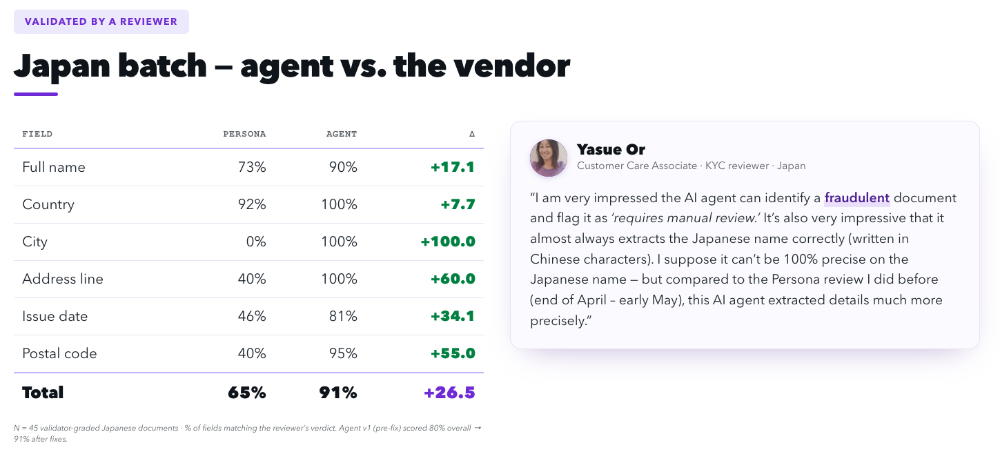 VALIDATED BY A REVIEWER
Japan batch – agent vs. the vendor
FIELD PERSONA AGENT Δ
Full name 73% 90% +17.1
Country 92% 100% +7.7
City 0% 100% +100.0
Address line 40% 100% +60.0
Issue date 46% 81% +34.1
Postal code 40% 95% +55.0
Total 65% 91% +26.5
N = 45 validator-graded Japanese documents · % of fields matching the reviewer's verdict. Agent v1 (pre-fix) scored 80% overall →
91% after fixes.
Yasue Or
Customer Care Associate · KYC reviewer · Japan
“I am very impressed the AI agent can identify a fraudulent document
and flag it as ‘requires manual review.’ It’s also very impressive that it
almost always extracts the Japanese name correctly (written in
Chinese characters). I suppose it can’t be 100% precise on the
Japanese name – but compared to the Persona review I did before
(end of April – early May), this AI agent extracted details much more
precisely.”